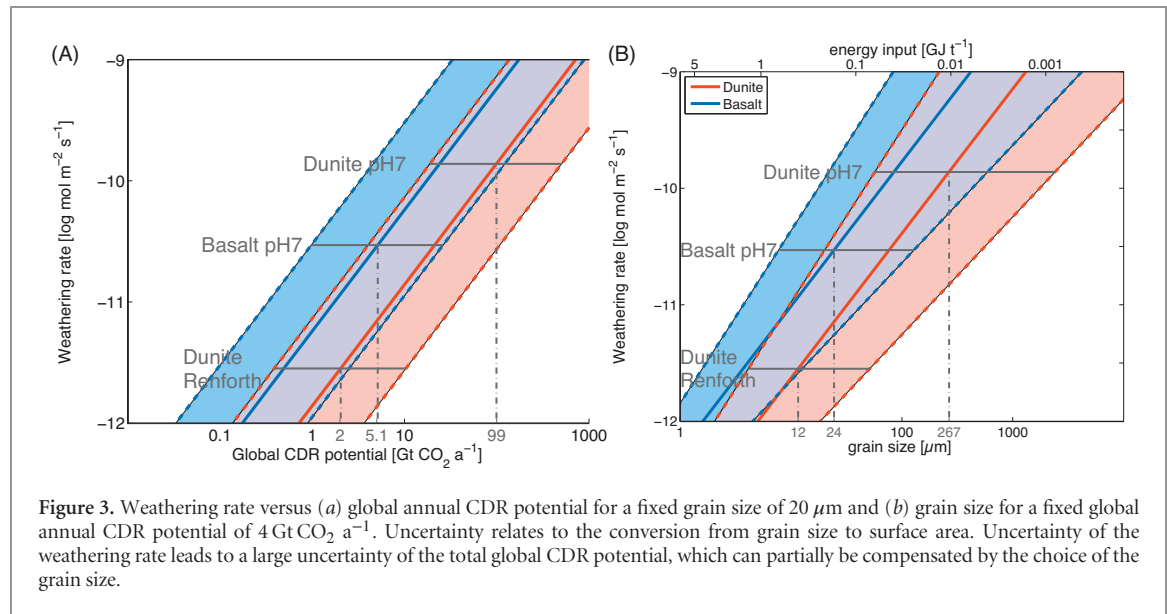 (A)
Weathering rate [log mol m⁻² s⁻¹]
-9
-10
-11
-12
Dunite pH7
Basalt pH7
Dunite
Renforth
0.1
1
2
5.1
10
99
1000
Global CDR potential [Gt CO₂ a⁻¹]
(B)
energy input [GJ t⁻¹]
5
1
0.1
0.01
0.001
Dunite
Basalt
Weathering rate [log mol m⁻² s⁻¹]
-9
-10
-11
-12
Dunite pH7
Basalt pH7
Dunite
Renforth
1
12
24
100
267
1000
grain size [µm]
Figure 3. Weathering rate versus (a) global annual CDR potential for a fixed grain size of 20 µm and (b) grain size for a fixed global
annual CDR potential of 4 Gt CO₂ a⁻¹. Uncertainty relates to the conversion from grain size to surface area. Uncertainty of the
weathering rate leads to a large uncertainty of the total global CDR potential, which can partially be compensated by the choice of the
grain size.